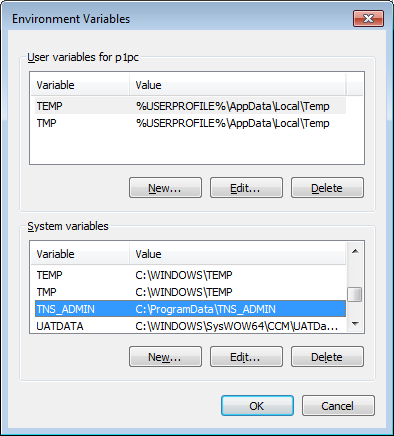 Environment Variables
User variables for p1pc
Variable Value
TEMP %USERPROFILE%\AppData\Local\Temp
TMP %USERPROFILE%\AppData\Local\Temp
New... Edit... Delete
System variables
Variable Value
TEMP C:\WINDOWS\TEMP
TMP C:\WINDOWS\TEMP
TNS_ADMIN C:\ProgramData\TNS_ADMIN
UATDATA C:\WINDOWS\SysWOW64\CCM\UATDa...
New... Edit... Delete
OK Cancel